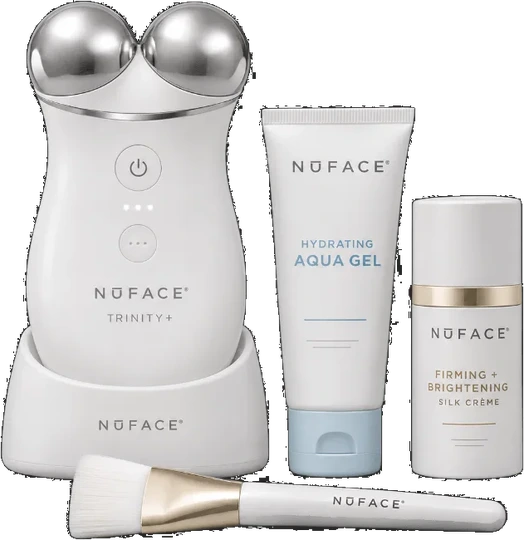 NUFACE®
TRINITY+
NUFACE®
NUFACE®
HYDRATING
AQUA GEL
NUFACE®
FIRMING +
BRIGHTENING
SILK CRÈME
NUFACE®